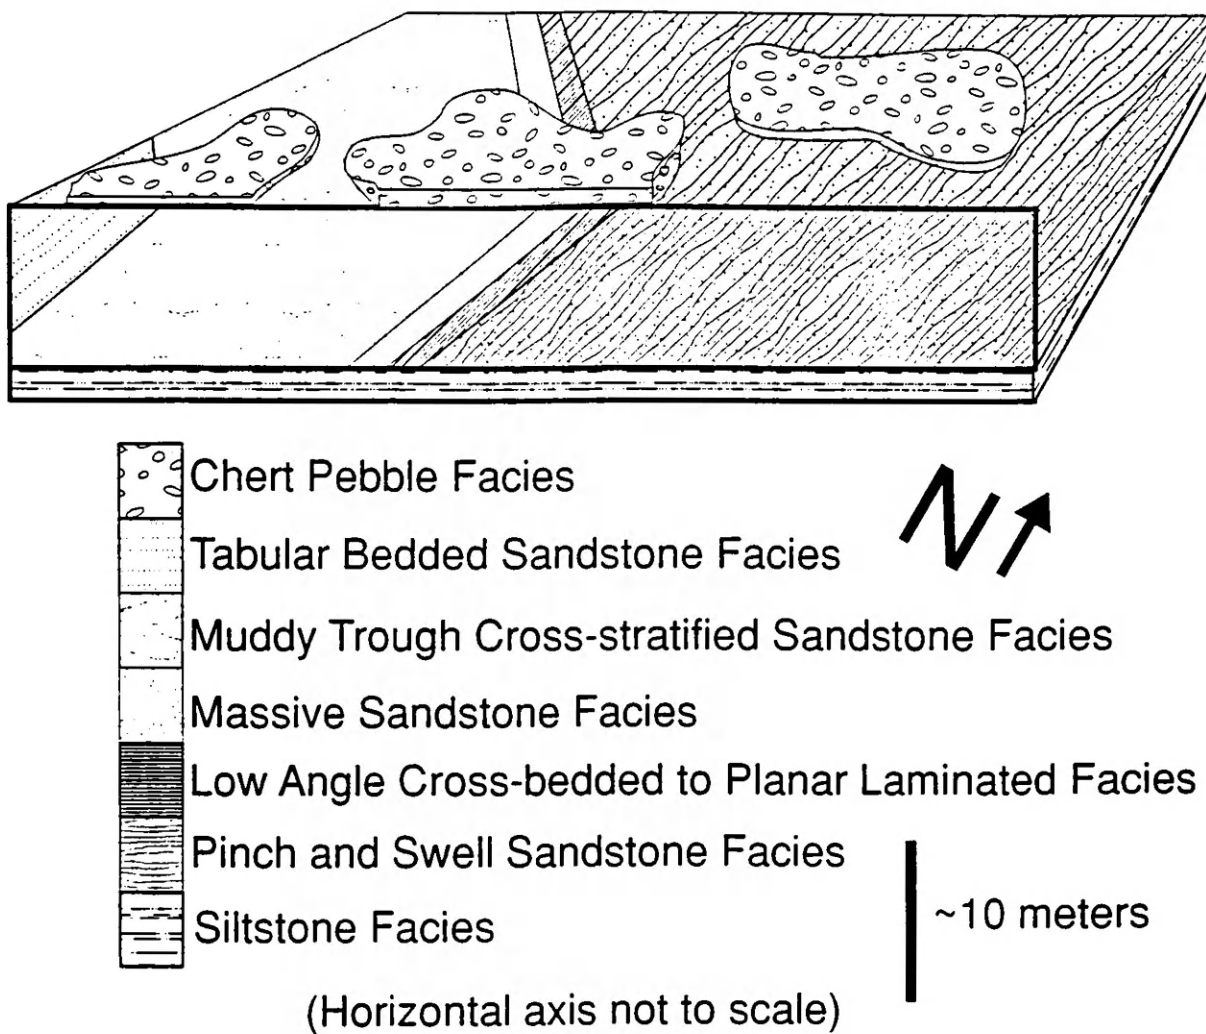 Chert Pebble Facies
Tabular Bedded Sandstone Facies
N
Muddy Trough Cross-stratified Sandstone Facies
Massive Sandstone Facies
Low Angle Cross-bedded to Planar Laminated Facies
Pinch and Swell Sandstone Facies
~10 meters
Siltstone Facies
(Horizontal axis not to scale)